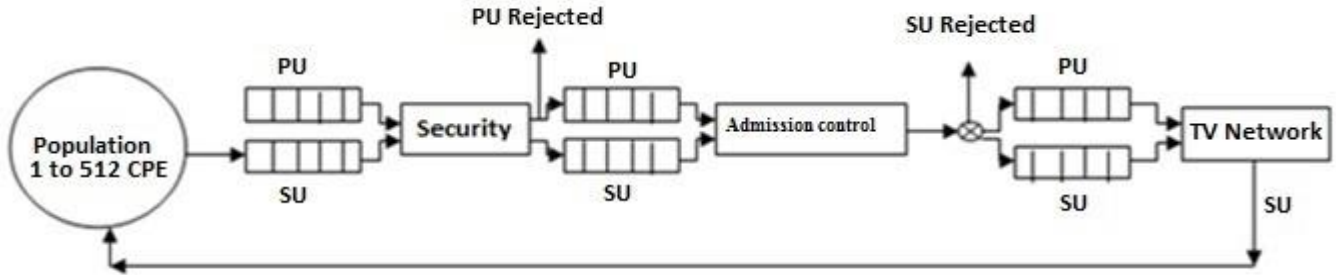 PU Rejected
SU Rejected
PU
PU
PU
Population
1 to 512 CPE
Security
Admission control
TV Network
SU
SU
SU
SU